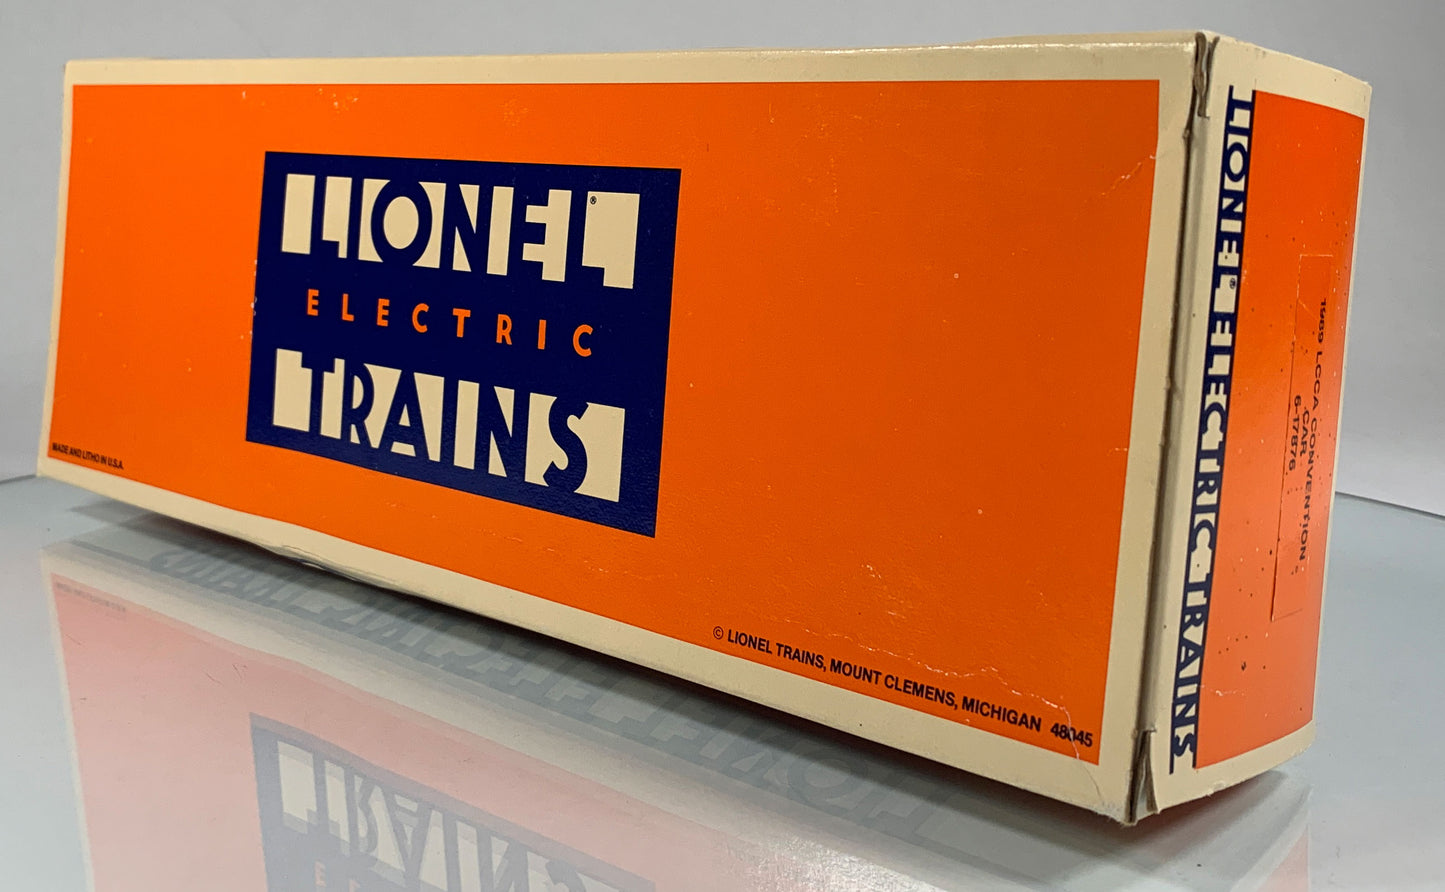 LIONEL®
ELECTRIC
TRAINS
MADE AND LITHO IN U.S.A.
© LIONEL TRAINS, MOUNT CLEMENS, MICHIGAN 48045
LIONEL® ELECTRIC TRAINS
1989 LCCA CONVENTION
CAR
6-17876